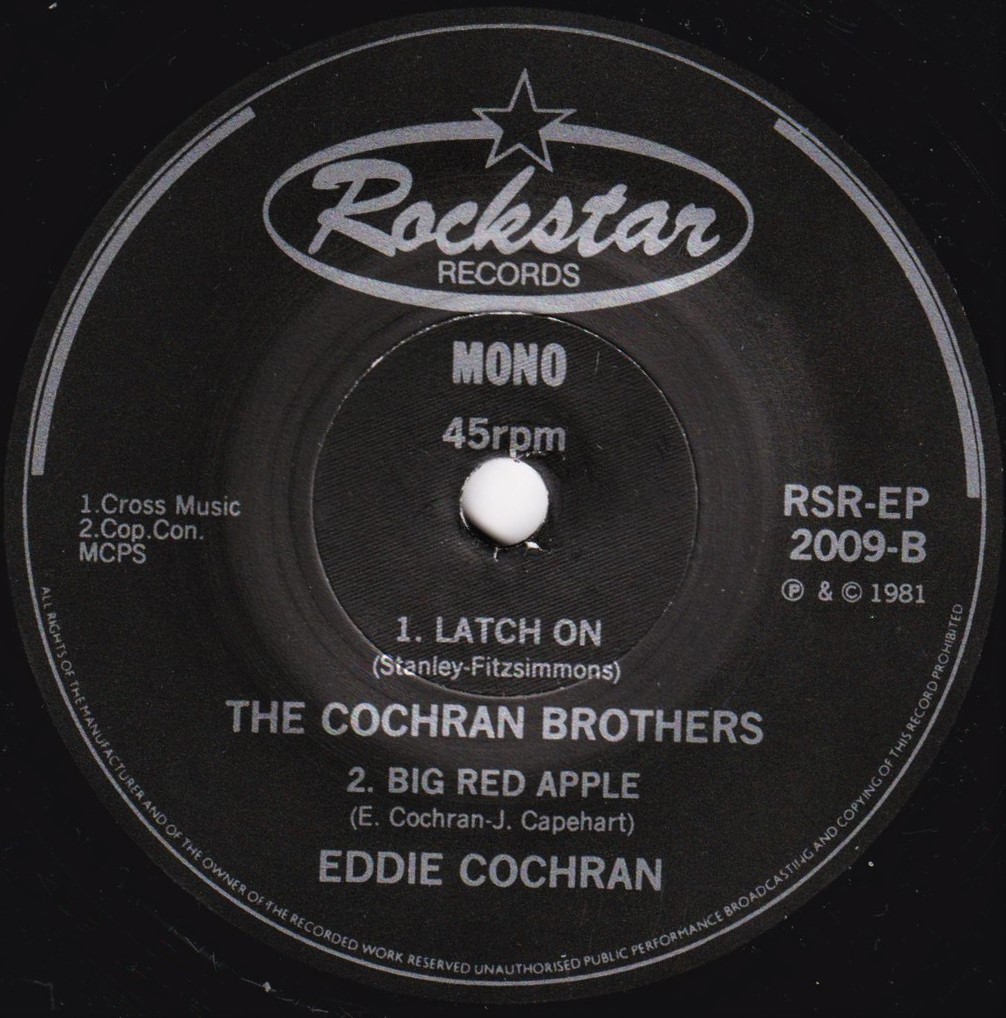 Rockstar
RECORDS
MONO
45rpm
1.Cross Music
2.Cop.Con.
MCPS
RSR-EP
2009-B
Ⓟ & © 1981
1. LATCH ON
(Stanley-Fitzsimmons)
THE COCHRAN BROTHERS
2. BIG RED APPLE
(E. Cochran-J. Capehart)
EDDIE COCHRAN
ALL RIGHTS OF THE MANUFACTURER AND OF THE OWNER OF THE RECORDED WORK RESERVED UNAUTHORISED PUBLIC PERFORMANCE BROADCASTING AND COPYING OF THIS RECORD PROHIBITED